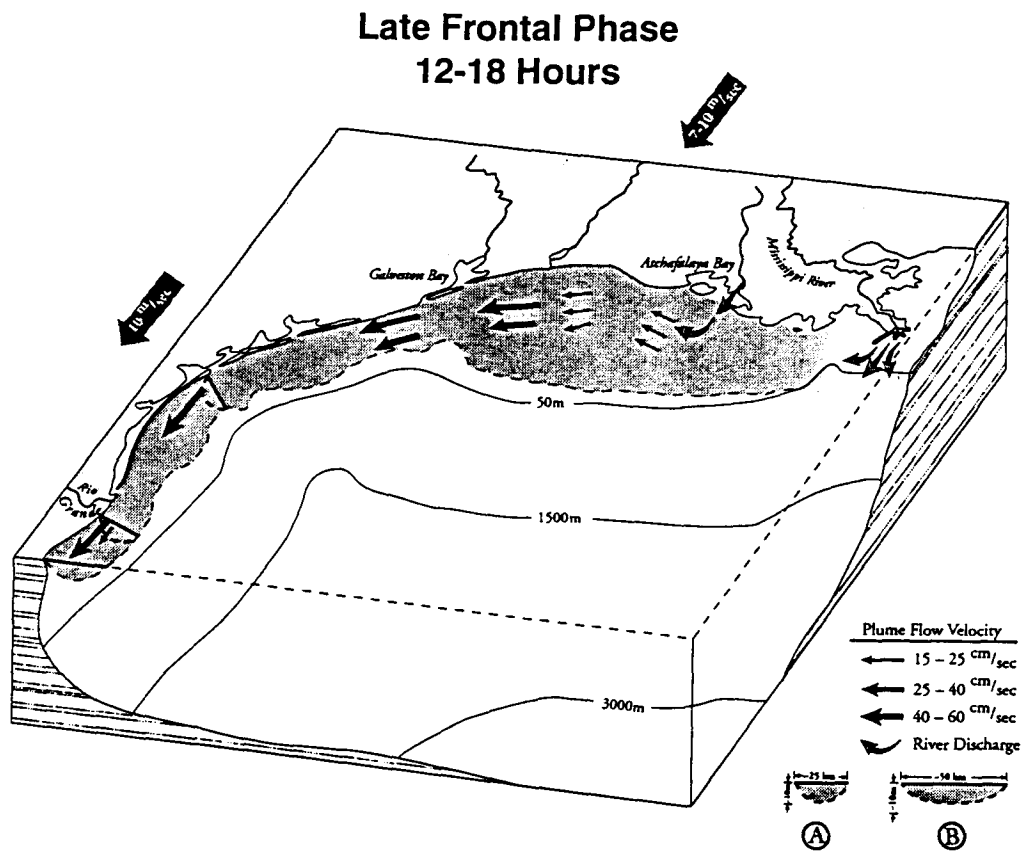 Late Frontal Phase
12-18 Hours
7-10 m/sec
10 m/sec
Galveston Bay
Atchafalaya Bay
Mississippi River
Rio
Grande
50m
1500m
3000m
Plume Flow Velocity
15 – 25 cm/sec
25 – 40 cm/sec
40 – 60 cm/sec
River Discharge
~25 km
~50 km
A
B